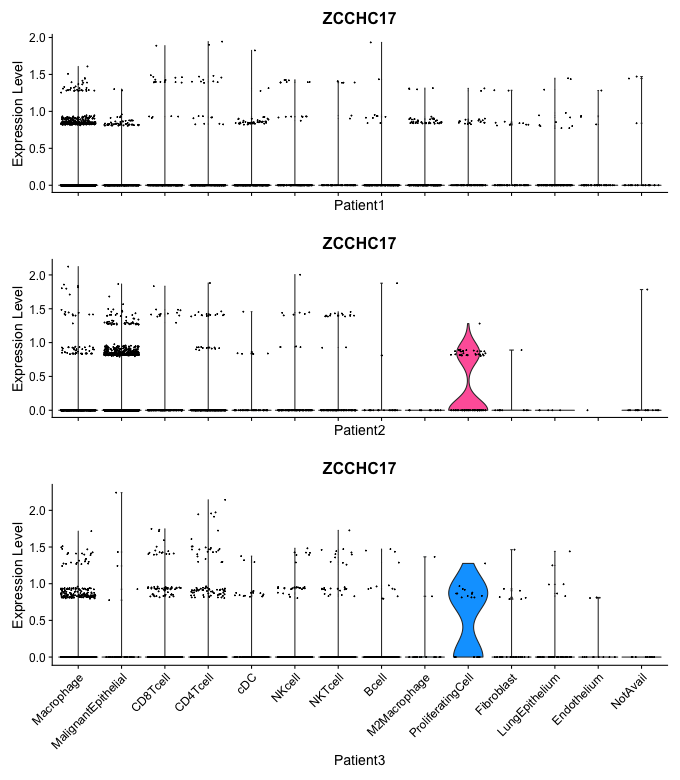 ZCCHC17
Expression Level
2.0
1.5
1.0
0.5
0.0
Patient1
ZCCHC17
Expression Level
2.0
1.5
1.0
0.5
0.0
Patient2
ZCCHC17
Expression Level
2.0
1.5
1.0
0.5
0.0
Macrophage
MalignantEpithelial
CD8Tcell
CD4Tcell
cDC
NKcell
NKTcell
Bcell
M2Macrophage
ProliferatingCell
Fibroblast
LungEpithelium
Endothelium
NotAvail
Patient3